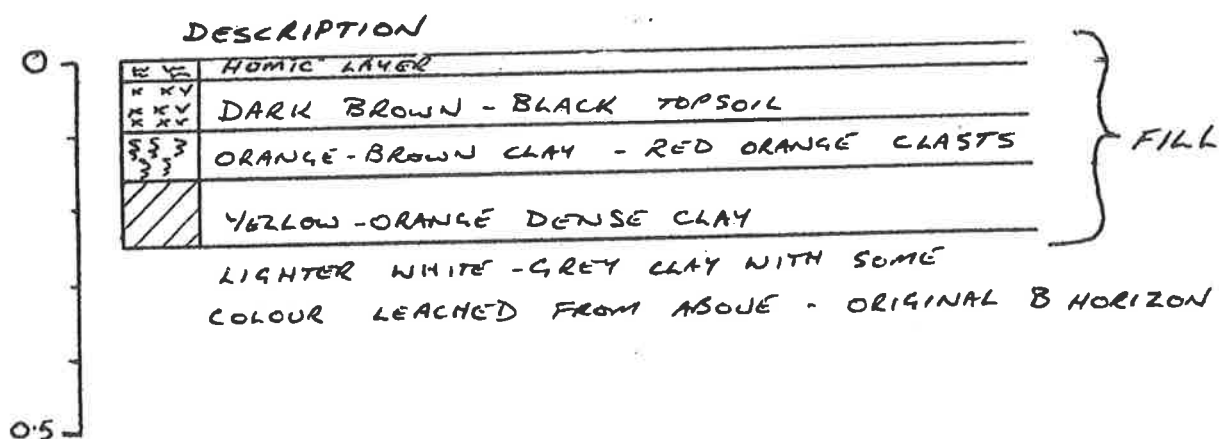 DESCRIPTION
0
HOMIC LAYER
DARK BROWN - BLACK TOPSOIL
ORANGE-BROWN CLAY - RED ORANGE CLASTS
FILL
YELLOW-ORANGE DENSE CLAY
LIGHTER WHITE-GREY CLAY WITH SOME
COLOUR LEACHED FROM ABOVE - ORIGINAL B HORIZON
0.5